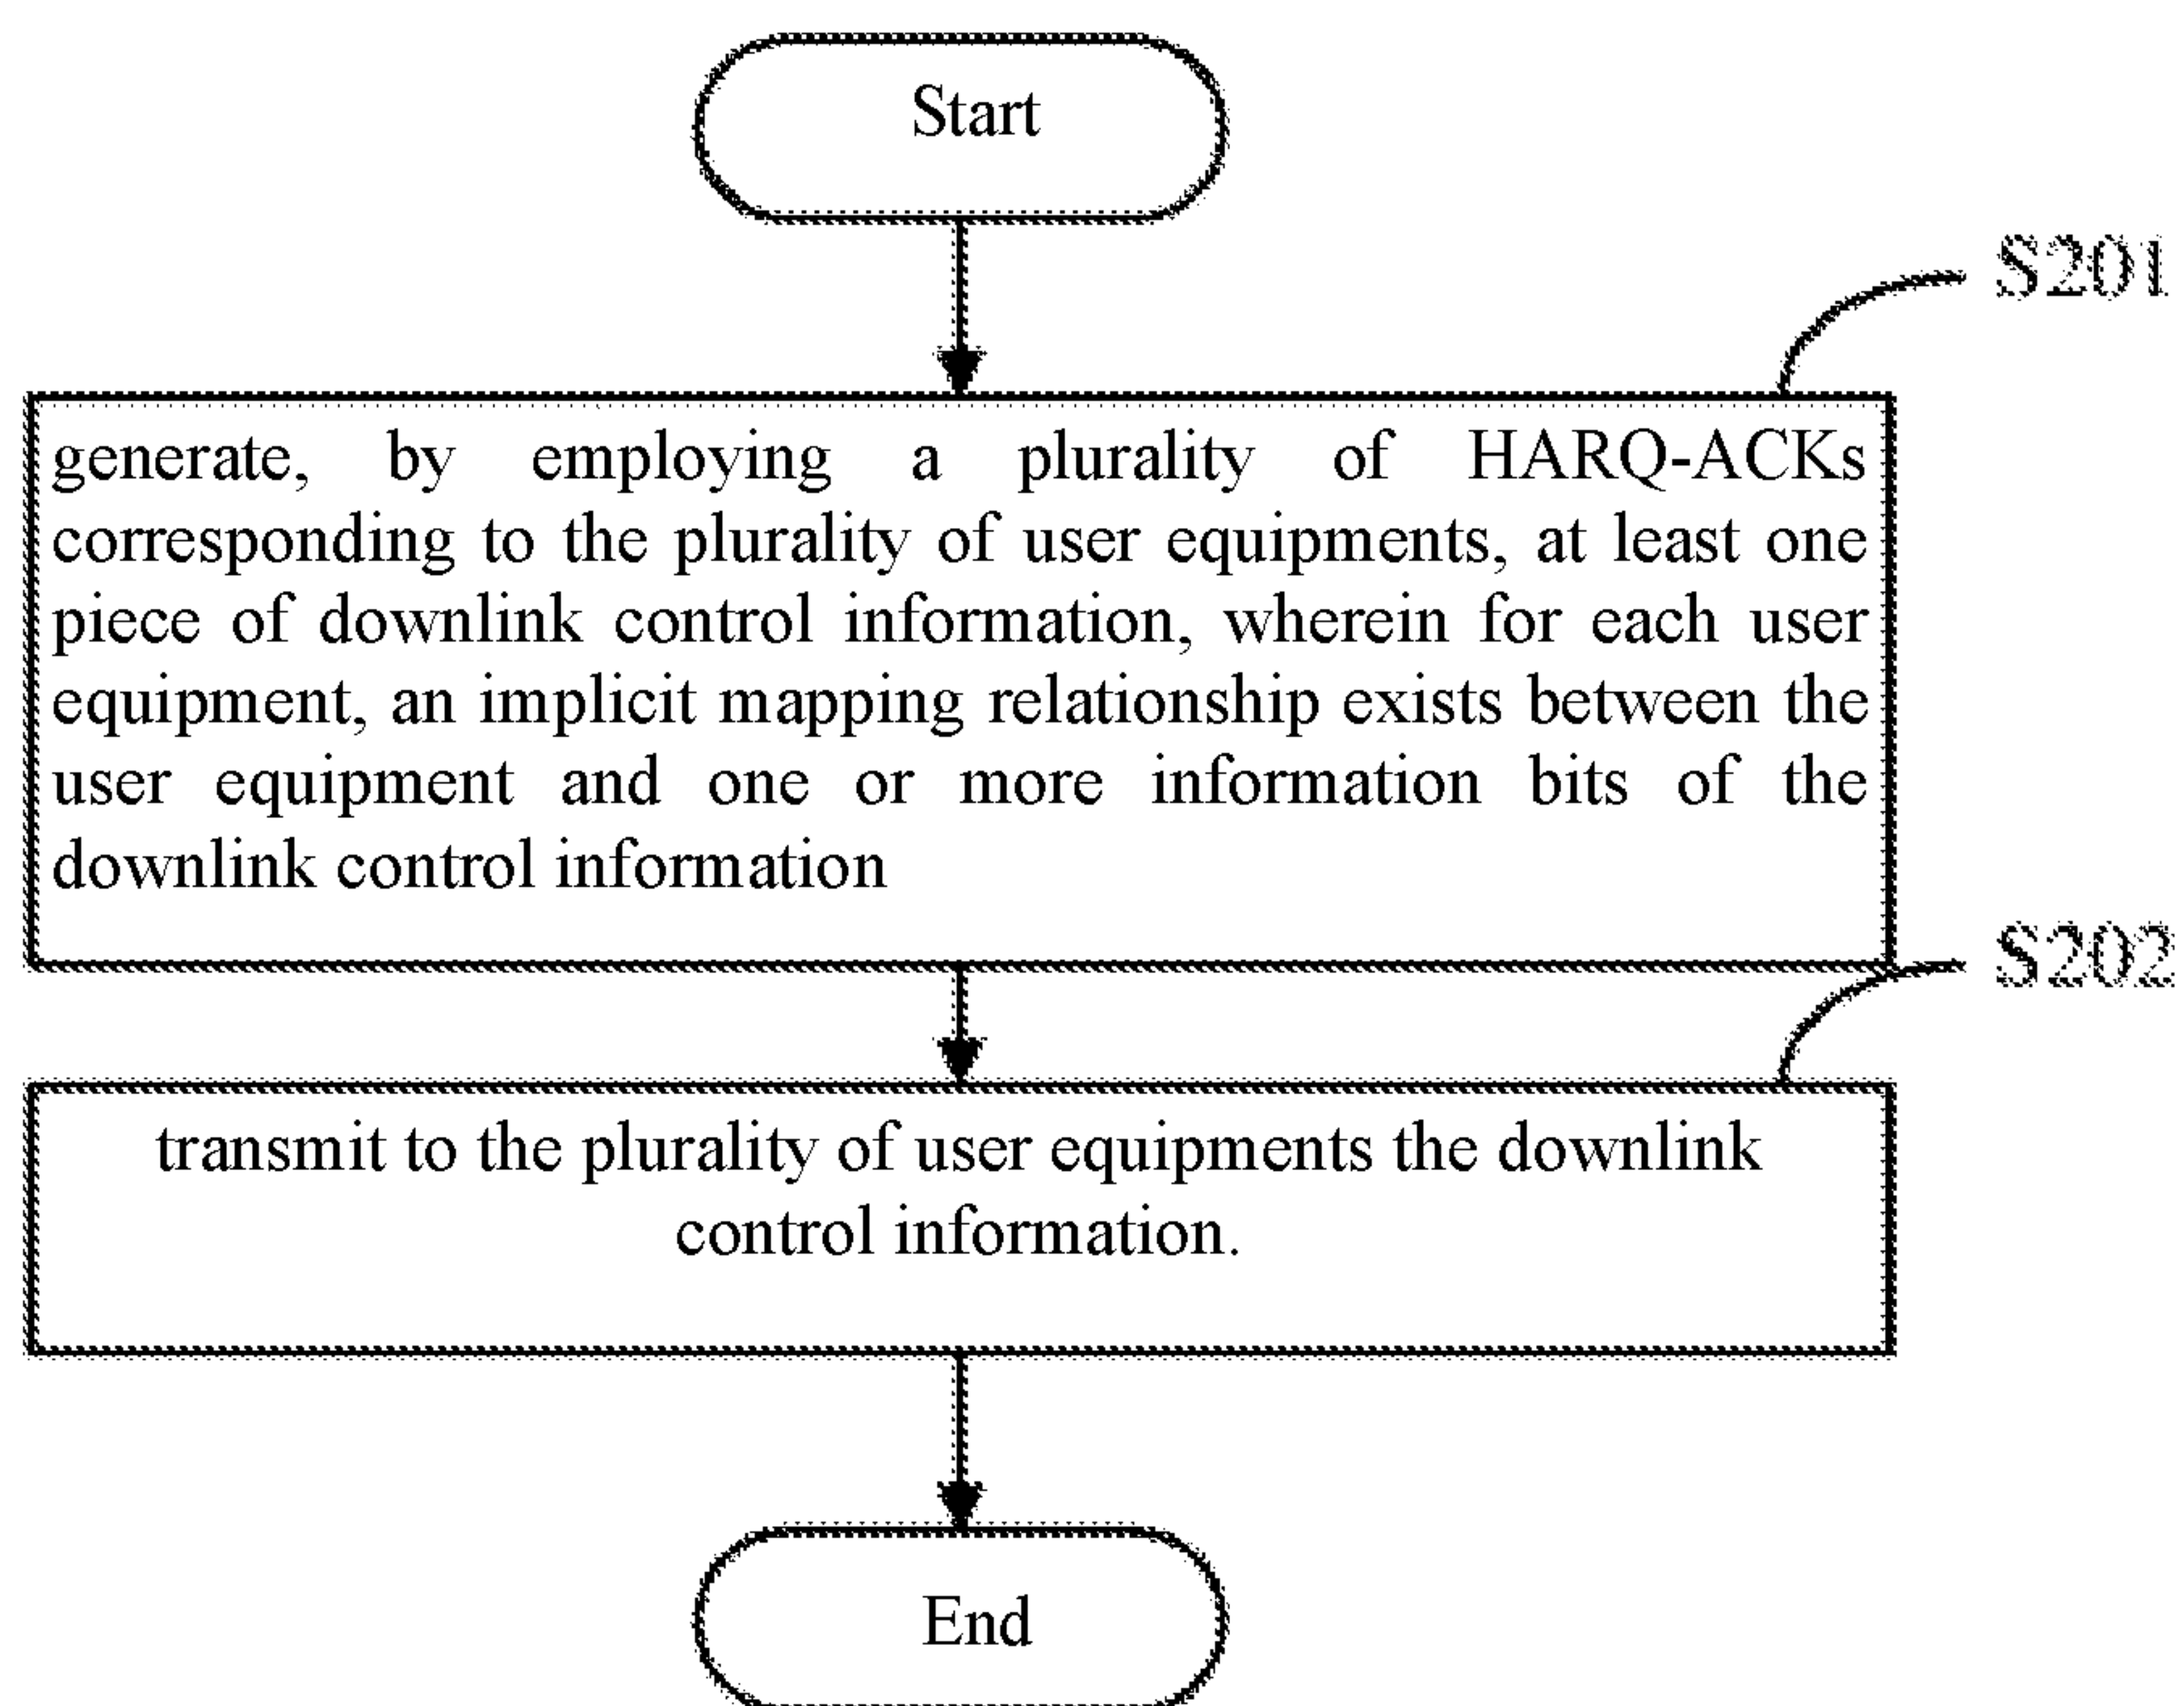 Start
S201
generate, by employing a plurality of HARQ-ACKs
corresponding to the plurality of user equipments, at least one
piece of downlink control information, wherein for each user
equipment, an implicit mapping relationship exists between the
user equipment and one or more information bits of the
downlink control information
S202
transmit to the plurality of user equipments the downlink
control information.
End